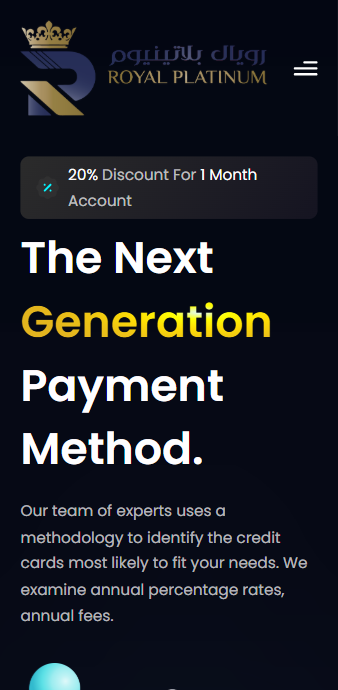 رويال بلاتينيوم
ROYAL PLATINUM
20% Discount For 1 Month
Account
The Next
Generation
Payment
Method.
Our team of experts uses a
methodology to identify the credit
cards most likely to fit your needs. We
examine annual percentage rates,
annual fees.